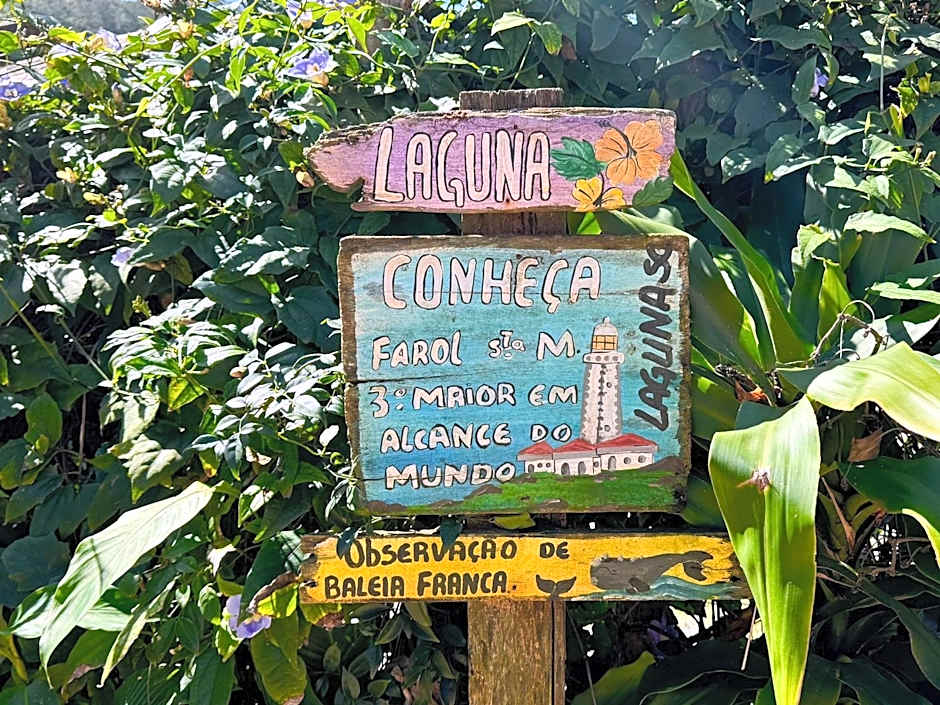 LAGUNA
CONHEÇA
FAROL Sta M.
3º MAIOR EM
ALCANCE DO
MUNDO
LAGUNA SC
OBSERVAÇÃO DE
BALEIA FRANCA.